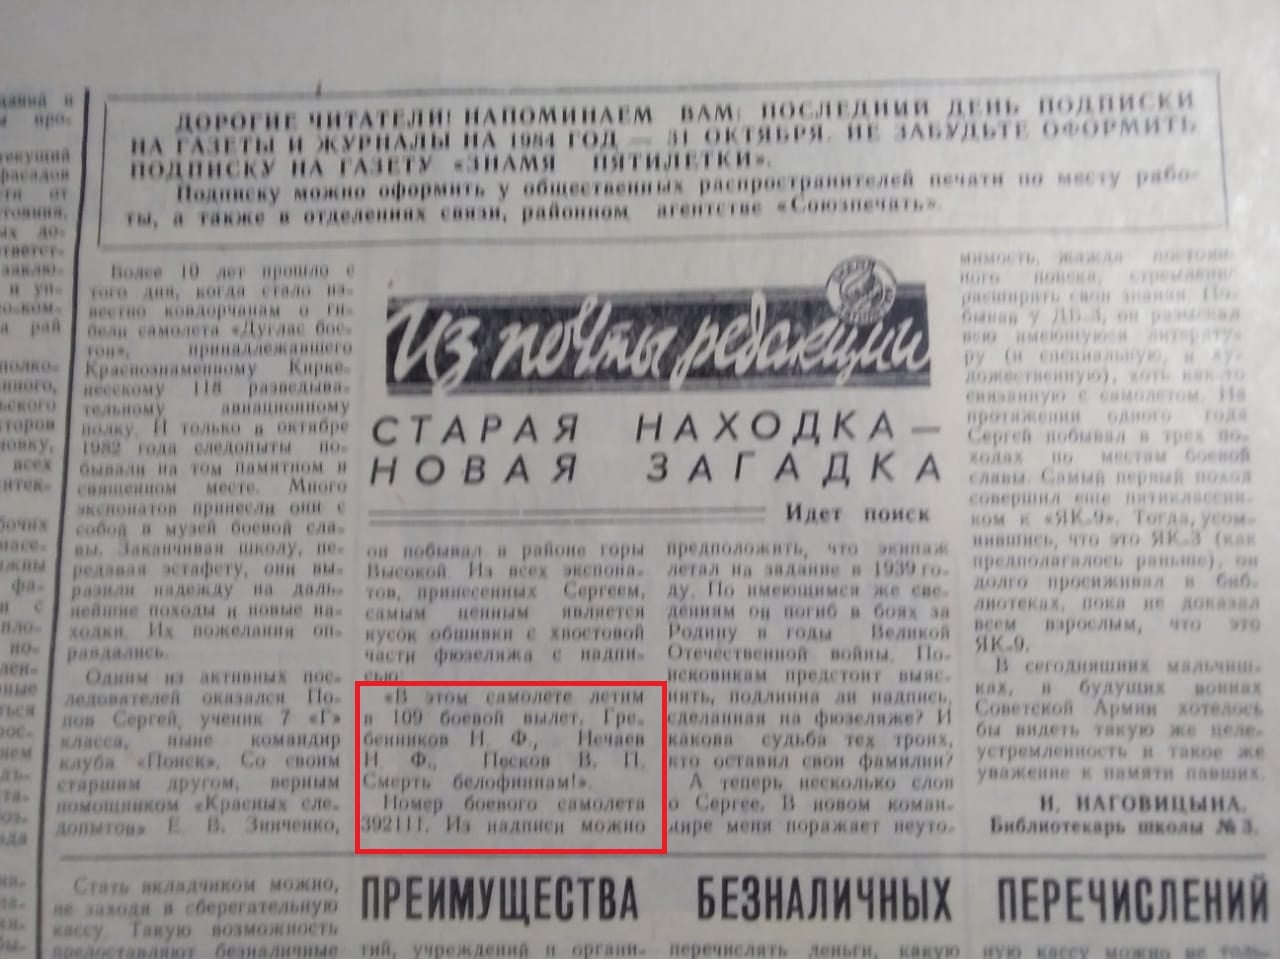 ДОРОГИЕ ЧИТАТЕЛИ! НАПОМИНАЕМ ВАМ: ПОСЛЕДНИЙ ДЕНЬ ПОДПИСКИ
НА ГАЗЕТЫ И ЖУРНАЛЫ НА 1984 ГОД — 31 ОКТЯБРЯ. НЕ ЗАБУДЬТЕ ОФОРМИТЬ
ПОДПИСКУ НА ГАЗЕТУ «ЗНАМЯ ПЯТИЛЕТКИ».
Подписку можно оформить у общественных распространителей печати по месту рабо-
ты, а также в отделениях связи, районном агентстве «Союзпечать».
Из почты редакции
СТАРАЯ НАХОДКА —
НОВАЯ ЗАГАДКА
Идет поиск
Более 10 лет прошло с
того дня, когда стало из-
вестно ковдорчанам о ги-
бели самолета «Дуглас бос-
тон», принадлежавшего
Краснознаменному Кирке-
несскому 118 разведыва-
тельному авиационному
полку. И только в октябре
1982 года следопыты по-
бывали на том памятном и
священном месте. Много
экспонатов принесли они с
собой в музей боевой сла-
вы. Заканчивая школу, пе-
редавая эстафету, они вы-
разили надежду на даль-
нейшие походы и новые на-
ходки. Их пожелания оп-
равдались.
Одним из активных пос-
ледователей оказался По-
пов Сергей, ученик 7 «Г»
класса, ныне командир
клуба «Поиск». Со своим
старшим другом, верным
помощником «Красных сле-
допытов» Е. В. Зинченко,
он побывал в районе горы
Высокой. Из всех экспона-
тов, принесенных Сергеем,
самым ценным является
кусок обшивки с хвостовой
части фюзеляжа с надпи-
сью:
«В этом самолете летим
в 109 боевой вылет. Гре-
бенников Н. Ф., Нечаев
Н. Ф., Песков В. П.
Смерть белофиннам!».
Номер боевого самолета
392111. Из надписи можно
предположить, что экипаж
летал на задание в 1939 го-
ду. По имеющимся же све-
дениям он погиб в боях за
Родину в годы Великой
Отечественной войны. По-
исковикам предстоит выяс-
нить, подлинна ли надпись,
сделанная на фюзеляже? И
какова судьба тех троих,
кто оставил свои фамилии?
А теперь несколько слов
о Сергее. В новом коман-
дире меня поражает неуто-
мимость, жажда постоян-
ного поиска, стремление
расширить свои знания. По-
бывав у ДБ-3, он разыскал
всю имеющуюся литерату-
ру (и специальную, и ху-
дожественную), хоть как-то
связанную с самолетом. На
протяжении одного года
Сергей побывал в трех по-
ходах по местам боевой
славы. Самый первый поход
совершил еще пятиклассни-
ком к «ЯК-9». Тогда, усом-
нившись, что это ЯК-3 (как
предполагалось раньше), он
долго просиживал в биб-
лиотеках, пока не доказал
всем взрослым, что это
ЯК-9.
В сегодняших мальчиш-
ках, в будущих воинах
Советской Армии хотелось
бы видеть такую же целе-
устремленность и такое же
уважение к памяти павших.
Н. НАГОВИЦЫНА.
Библиотекарь школы № 3.
ПРЕИМУЩЕСТВА БЕЗНАЛИЧНЫХ ПЕРЕЧИСЛЕНИЙ
Стать вкладчиком можно,
не заходя в сберегательную
кассу. Такую возможность
предоставляют безналичные
тий, учреждений и органи-
перечислять деньги, какую
ную кассу можно не толь-